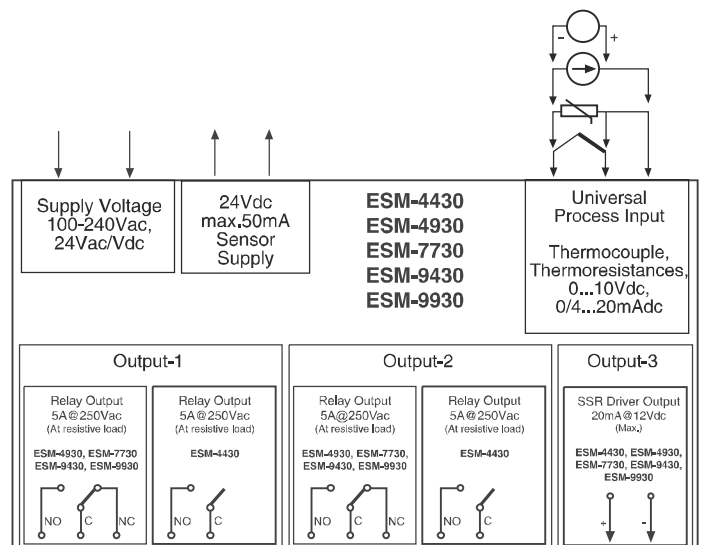 - +
Supply Voltage
100-240Vac,
24Vac/Vdc
24Vdc
max.50mA
Sensor
Supply
ESM-4430
ESM-4930
ESM-7730
ESM-9430
ESM-9930
Universal
Process Input
Thermocouple,
Thermoresistances,
0...10Vdc,
0/4...20mAdc
Output-1
Relay Output
5A@250Vac
(At resistive load)
ESM-4930, ESM-7730
ESM-9430, ESM-9930
NO C NC
Relay Output
5A@250Vac
(At resistive load)
ESM-4430
NO C
Output-2
Relay Output
5A@250Vac
(At resistive load)
ESM-4930, ESM-7730,
ESM-9430, ESM-9930
NO C NC
Relay Output
5A@250Vac
(At resistive load)
ESM-4430
NO C
Output-3
SSR Driver Output
20mA@12Vdc
(Max.)
ESM-4430, ESM-4930,
ESM-7730, ESM-9430,
ESM-9930
+ -